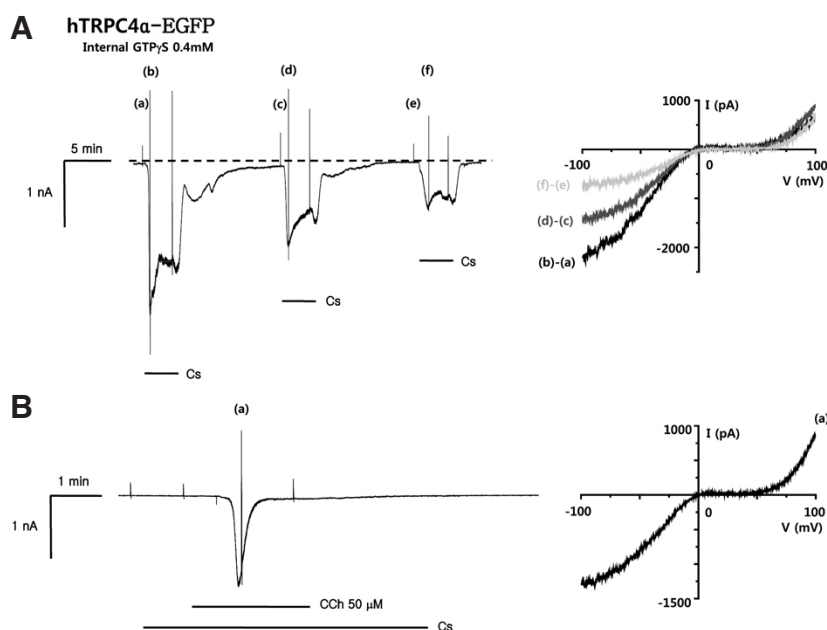 A
hTRPC4α-EGFP
Internal GTPγS 0.4mM
(b)
(d)
(f)
(a)
(c)
(e)
5 min
1 nA
Cs
Cs
Cs
1000
I (pA)
-100
0
100
V (mV)
(f)-(e)
(d)-(c)
(b)-(a)
-2000
B
(a)
1 min
1 nA
CCh 50 μM
Cs
(a)
1000
I (pA)
-100
0
100
V (mV)
-1500